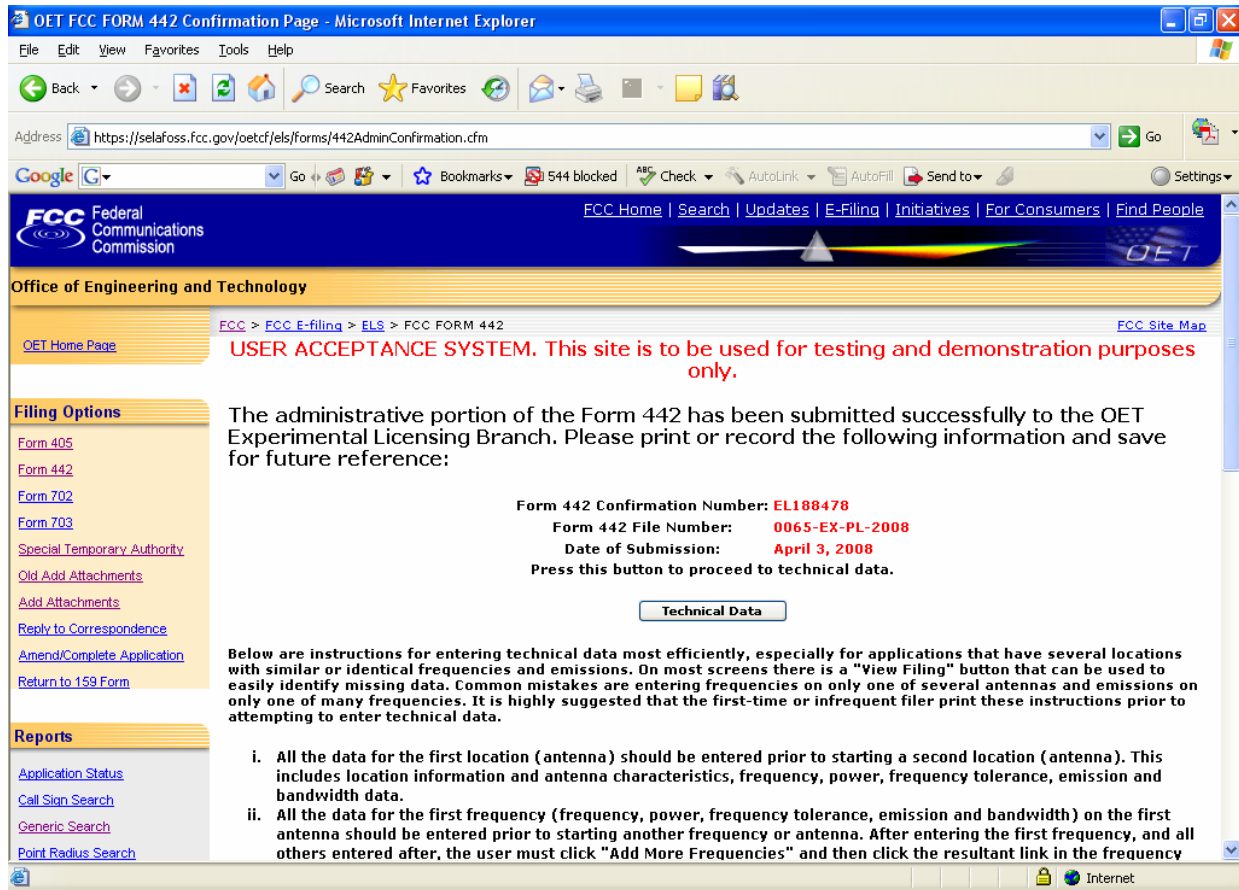 OET FCC FORM 442 Confirmation Page - Microsoft Internet Explorer
File Edit View Favorites Tools Help
Back Search Favorites
Address https://selafoss.fcc.gov/oetcf/els/forms/442AdminConfirmation.cfm Go
Google G Go Bookmarks 544 blocked ABC Check AutoLink AutoFill Send to Settings
FCC Federal Communications Commission
FCC Home | Search | Updates | E-Filing | Initiatives | For Consumers | Find People
OET
Office of Engineering and Technology
FCC > FCC E-filing > ELS > FCC FORM 442 FCC Site Map
OET Home Page
USER ACCEPTANCE SYSTEM. This site is to be used for testing and demonstration purposes
only.
Filing Options
Form 405
Form 442
Form 702
Form 703
Special Temporary Authority
Old Add Attachments
Add Attachments
Reply to Correspondence
Amend/Complete Application
Return to 159 Form
Reports
Application Status
Call Sign Search
Generic Search
Point Radius Search
The administrative portion of the Form 442 has been submitted successfully to the OET
Experimental Licensing Branch. Please print or record the following information and save
for future reference:
Form 442 Confirmation Number: EL188478
Form 442 File Number: 0065-EX-PL-2008
Date of Submission: April 3, 2008
Press this button to proceed to technical data.
Technical Data
Below are instructions for entering technical data most efficiently, especially for applications that have several locations
with similar or identical frequencies and emissions. On most screens there is a "View Filing" button that can be used to
easily identify missing data. Common mistakes are entering frequencies on only one of several antennas and emissions on
only one of many frequencies. It is highly suggested that the first-time or infrequent filer print these instructions prior to
attempting to enter technical data.
i. All the data for the first location (antenna) should be entered prior to starting a second location (antenna). This
includes location information and antenna characteristics, frequency, power, frequency tolerance, emission and
bandwidth data.
ii. All the data for the first frequency (frequency, power, frequency tolerance, emission and bandwidth) on the first
antenna should be entered prior to starting another frequency or antenna. After entering the first frequency, and all
others entered after, the user must click "Add More Frequencies" and then click the resultant link in the frequency
Internet